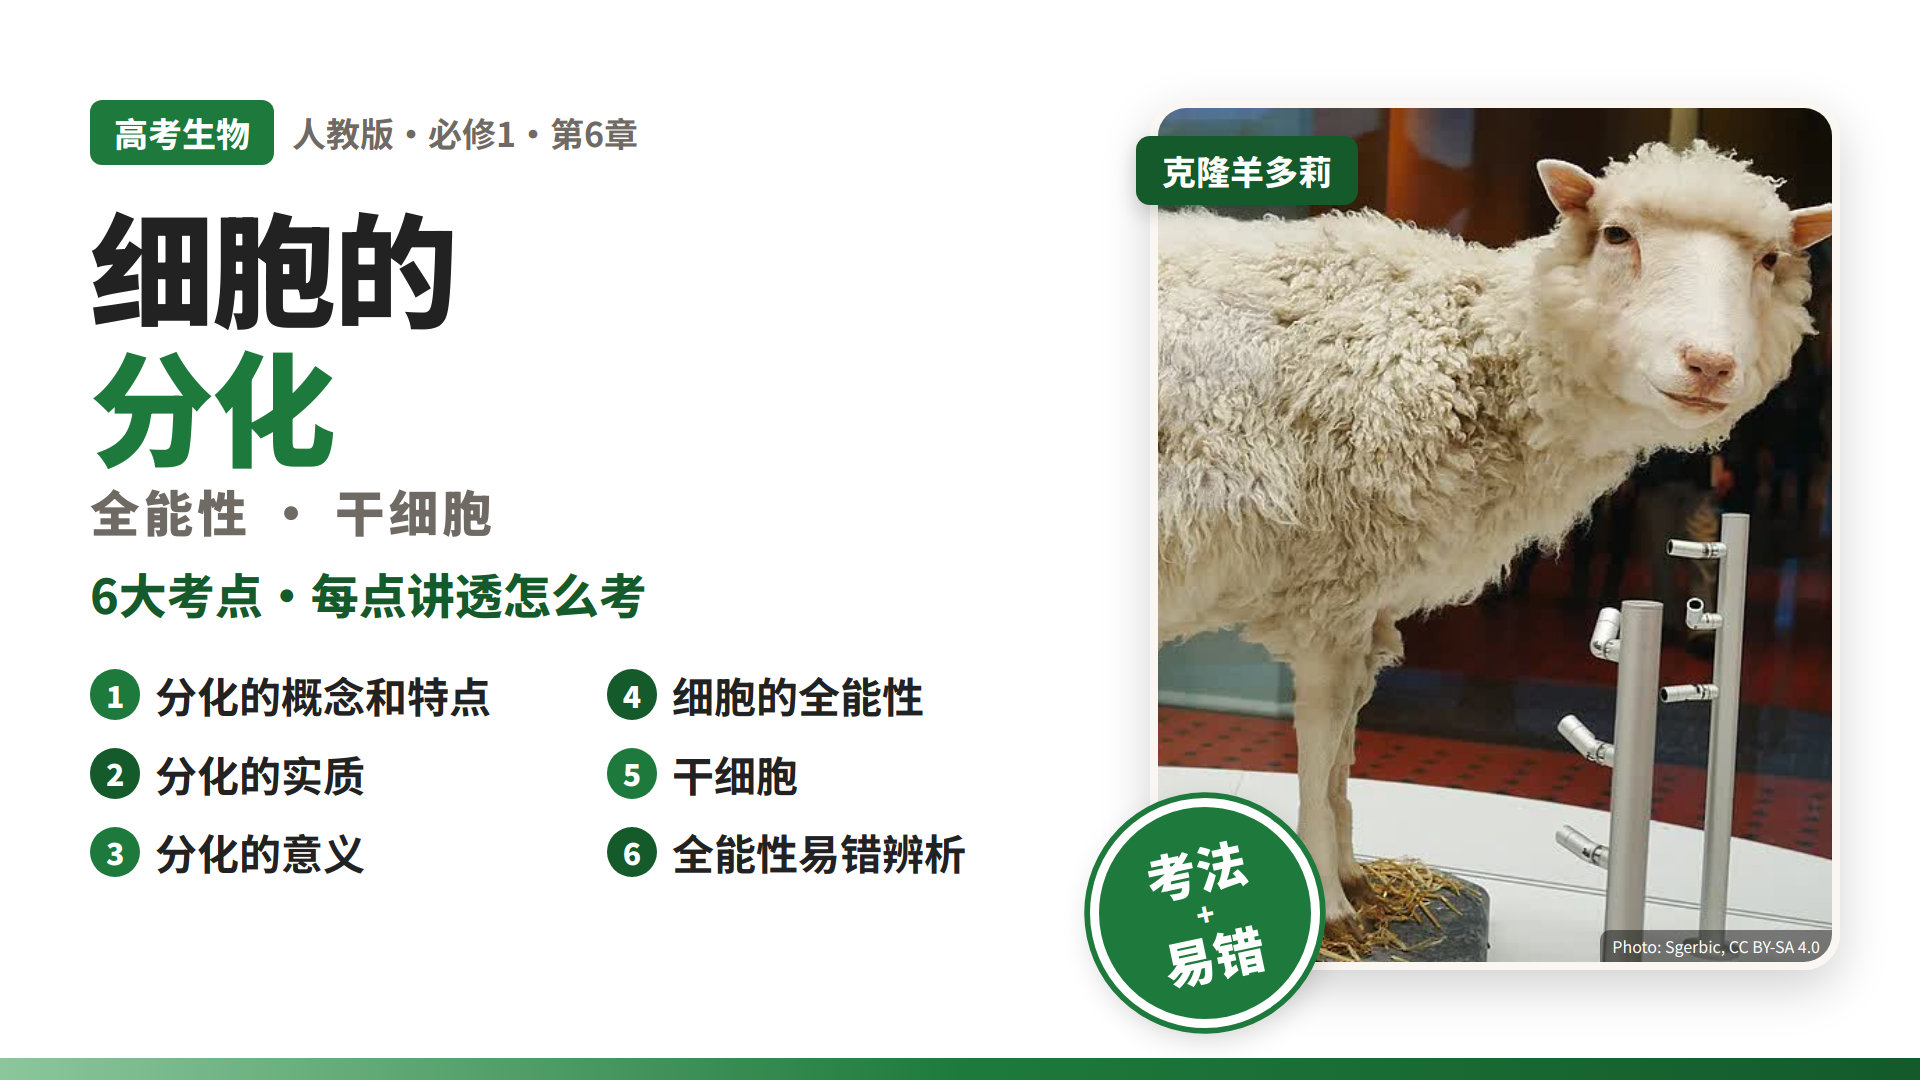 高考生物
人教版·必修1·第6章
细胞的
分化
全能性 · 干细胞
6大考点·每点讲透怎么考
1 分化的概念和特点
2 分化的实质
3 分化的意义
4 细胞的全能性
5 干细胞
6 全能性易错辨析
克隆羊多莉
考法
+
易错
Photo: Sgerbic, CC BY-SA 4.0